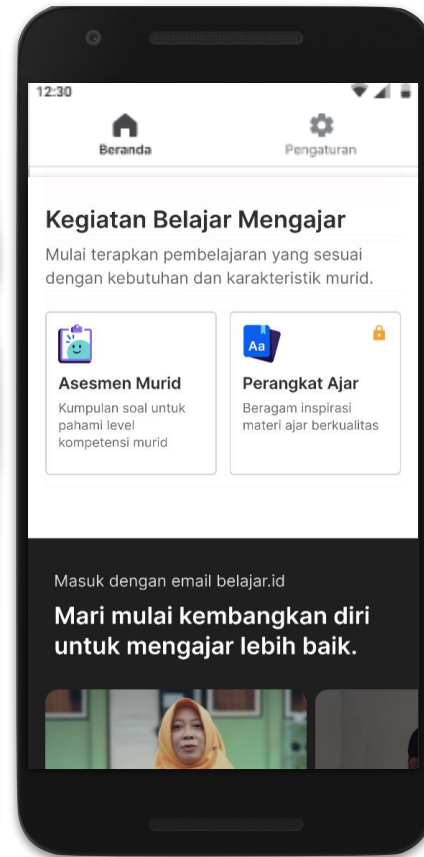 12:30
Beranda
Pengaturan
Kegiatan Belajar Mengajar
Mulai terapkan pembelajaran yang sesuai
dengan kebutuhan dan karakteristik murid.
Asesmen Murid
Kumpulan soal untuk
pahami level
kompetensi murid
Aa
Perangkat Ajar
Beragam inspirasi
materi ajar berkualitas
Masuk dengan email belajar.id
Mari mulai kembangkan diri
untuk mengajar lebih baik.